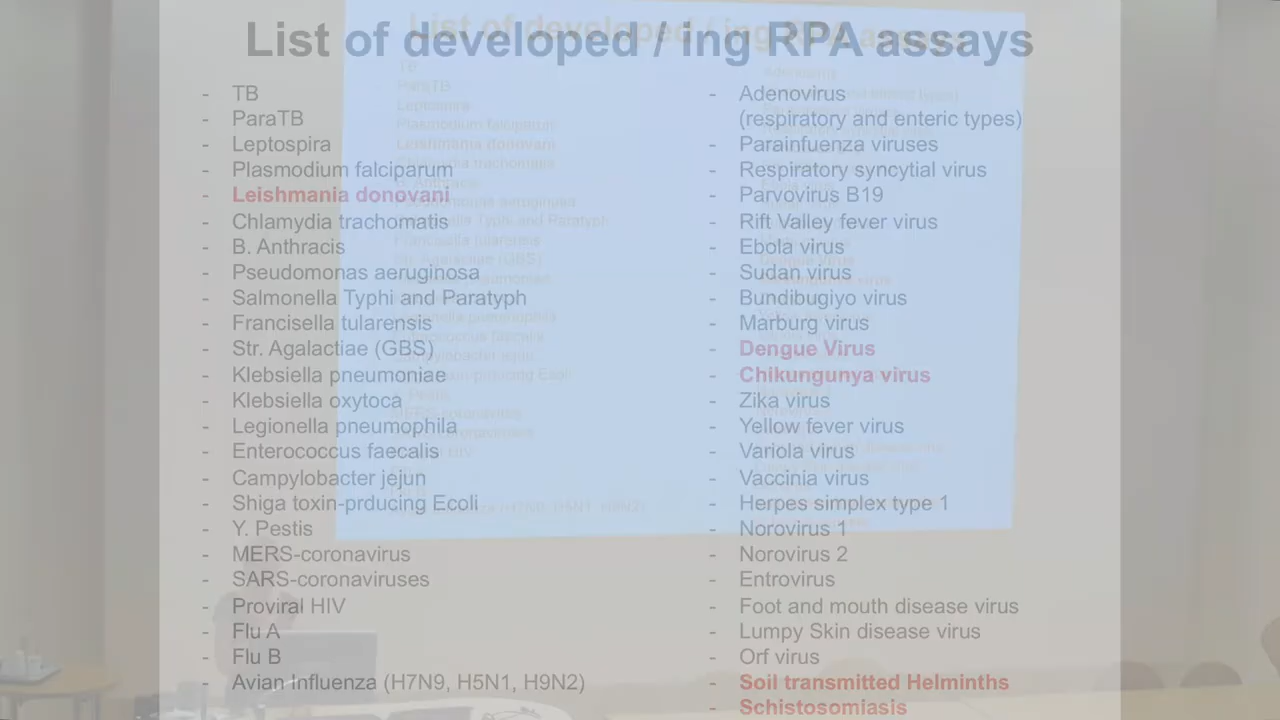 List of developed / ing RPA assays
- TB
- ParaTB
- Leptospira
- Plasmodium falciparum
- Leishmania donovani
- Chlamydia trachomatis
- B. Anthracis
- Pseudomonas aeruginosa
- Salmonella Typhi and Paratyph
- Francisella tularensis
- Str. Agalactiae (GBS)
- Klebsiella pneumoniae
- Klebsiella oxytoca
- Legionella pneumophila
- Enterococcus faecalis
- Campylobacter jejun
- Shiga toxin-prducing Ecoli
- Y. Pestis
- MERS-coronavirus
- SARS-coronaviruses
- Proviral HIV
- Flu A
- Flu B
- Avian Influenza (H7N9, H5N1, H9N2)
- Adenovirus
(respiratory and enteric types)
- Parainfuenza viruses
- Respiratory syncytial virus
- Parvovirus B19
- Rift Valley fever virus
- Ebola virus
- Sudan virus
- Bundibugiyo virus
- Marburg virus
- Dengue Virus
- Chikungunya virus
- Zika virus
- Yellow fever virus
- Variola virus
- Vaccinia virus
- Herpes simplex type 1
- Norovirus 1
- Norovirus 2
- Entrovirus
- Foot and mouth disease virus
- Lumpy Skin disease virus
- Orf virus
- Soil transmitted Helminths
- Schistosomiasis